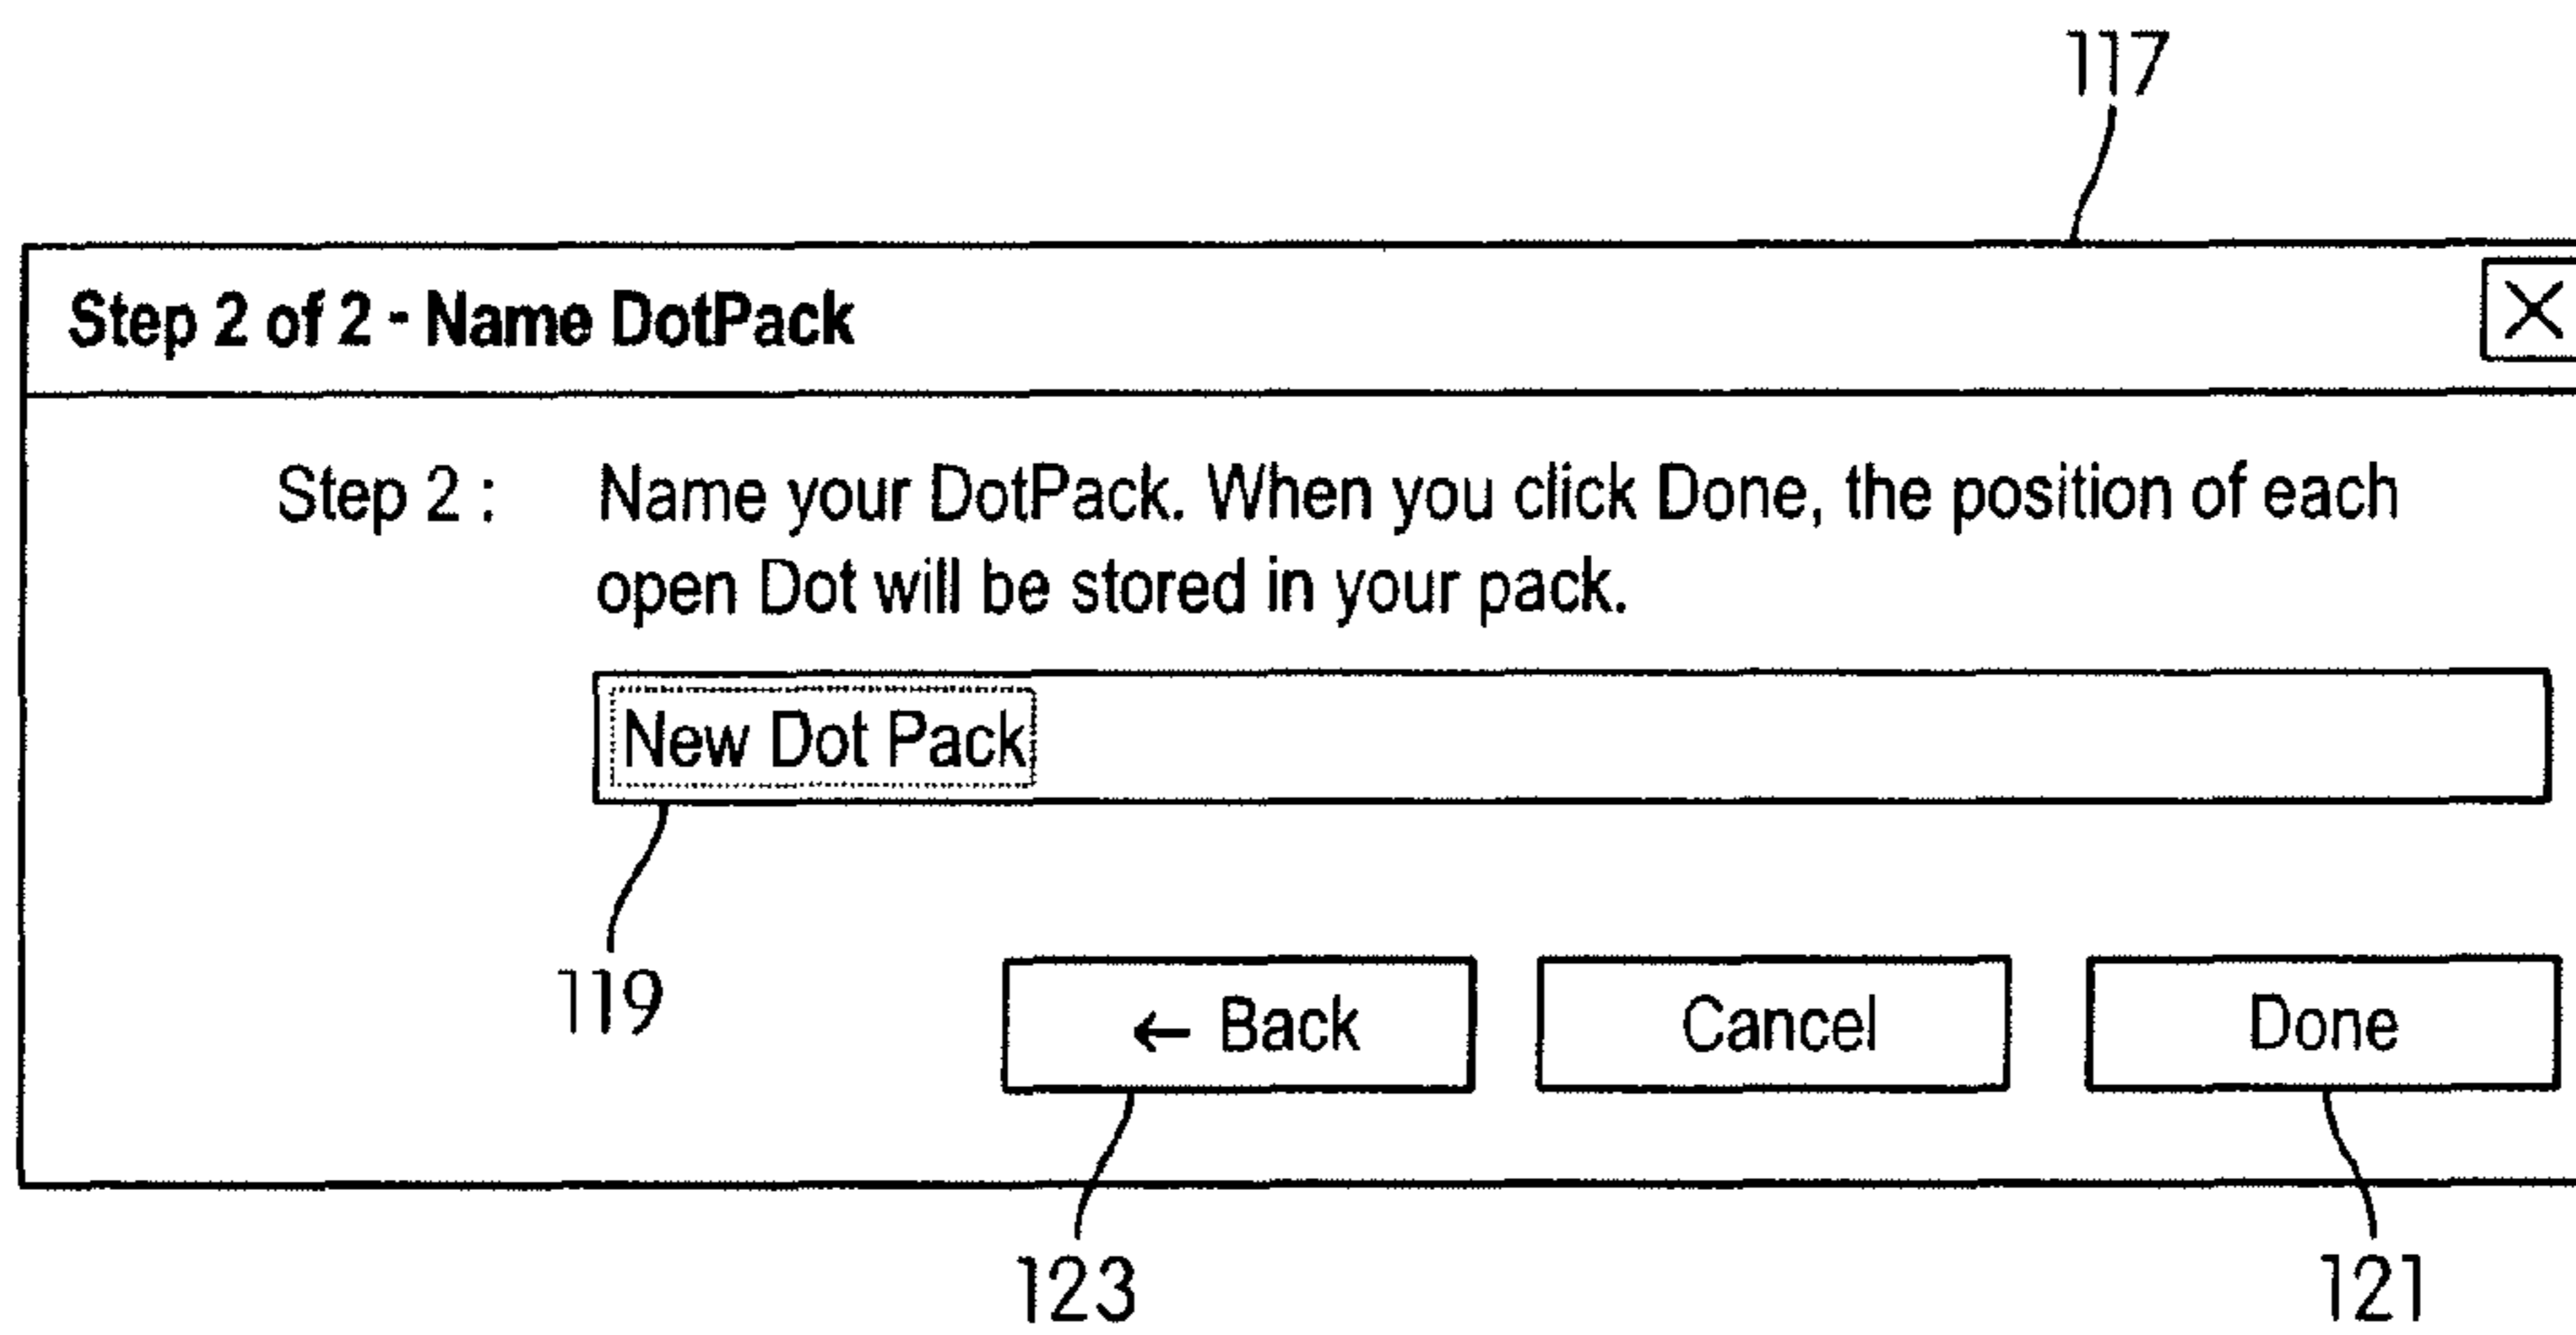 117
Step 2 of 2 - Name DotPack
Step 2 : Name your DotPack. When you click Done, the position of each
open Dot will be stored in your pack.
New Dot Pack
119
← Back Cancel Done
123 121